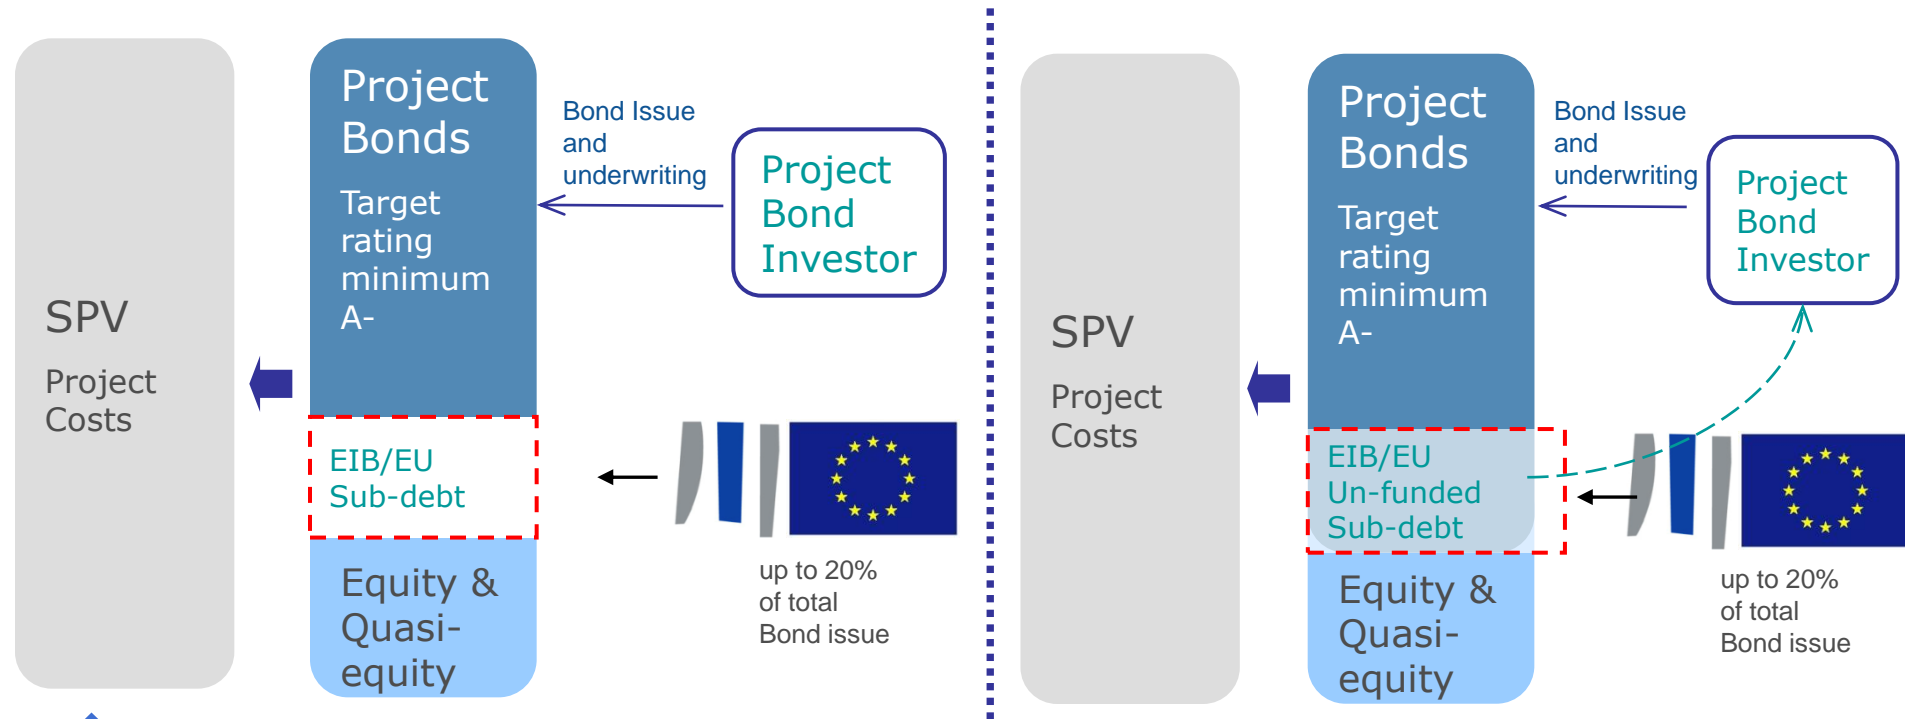 SPV
Project
Costs
Project
Bonds
Target
rating
minimum
A-
EIB/EU
Sub-debt
Equity &
Quasi-
equity
Bond Issue
and
underwriting
Project
Bond
Investor
up to 20%
of total
Bond issue
SPV
Project
Costs
Project
Bonds
Target
rating
minimum
A-
EIB/EU
Un-funded
Sub-debt
Equity &
Quasi-
equity
Bond Issue
and
underwriting
Project
Bond
Investor
up to 20%
of total
Bond issue